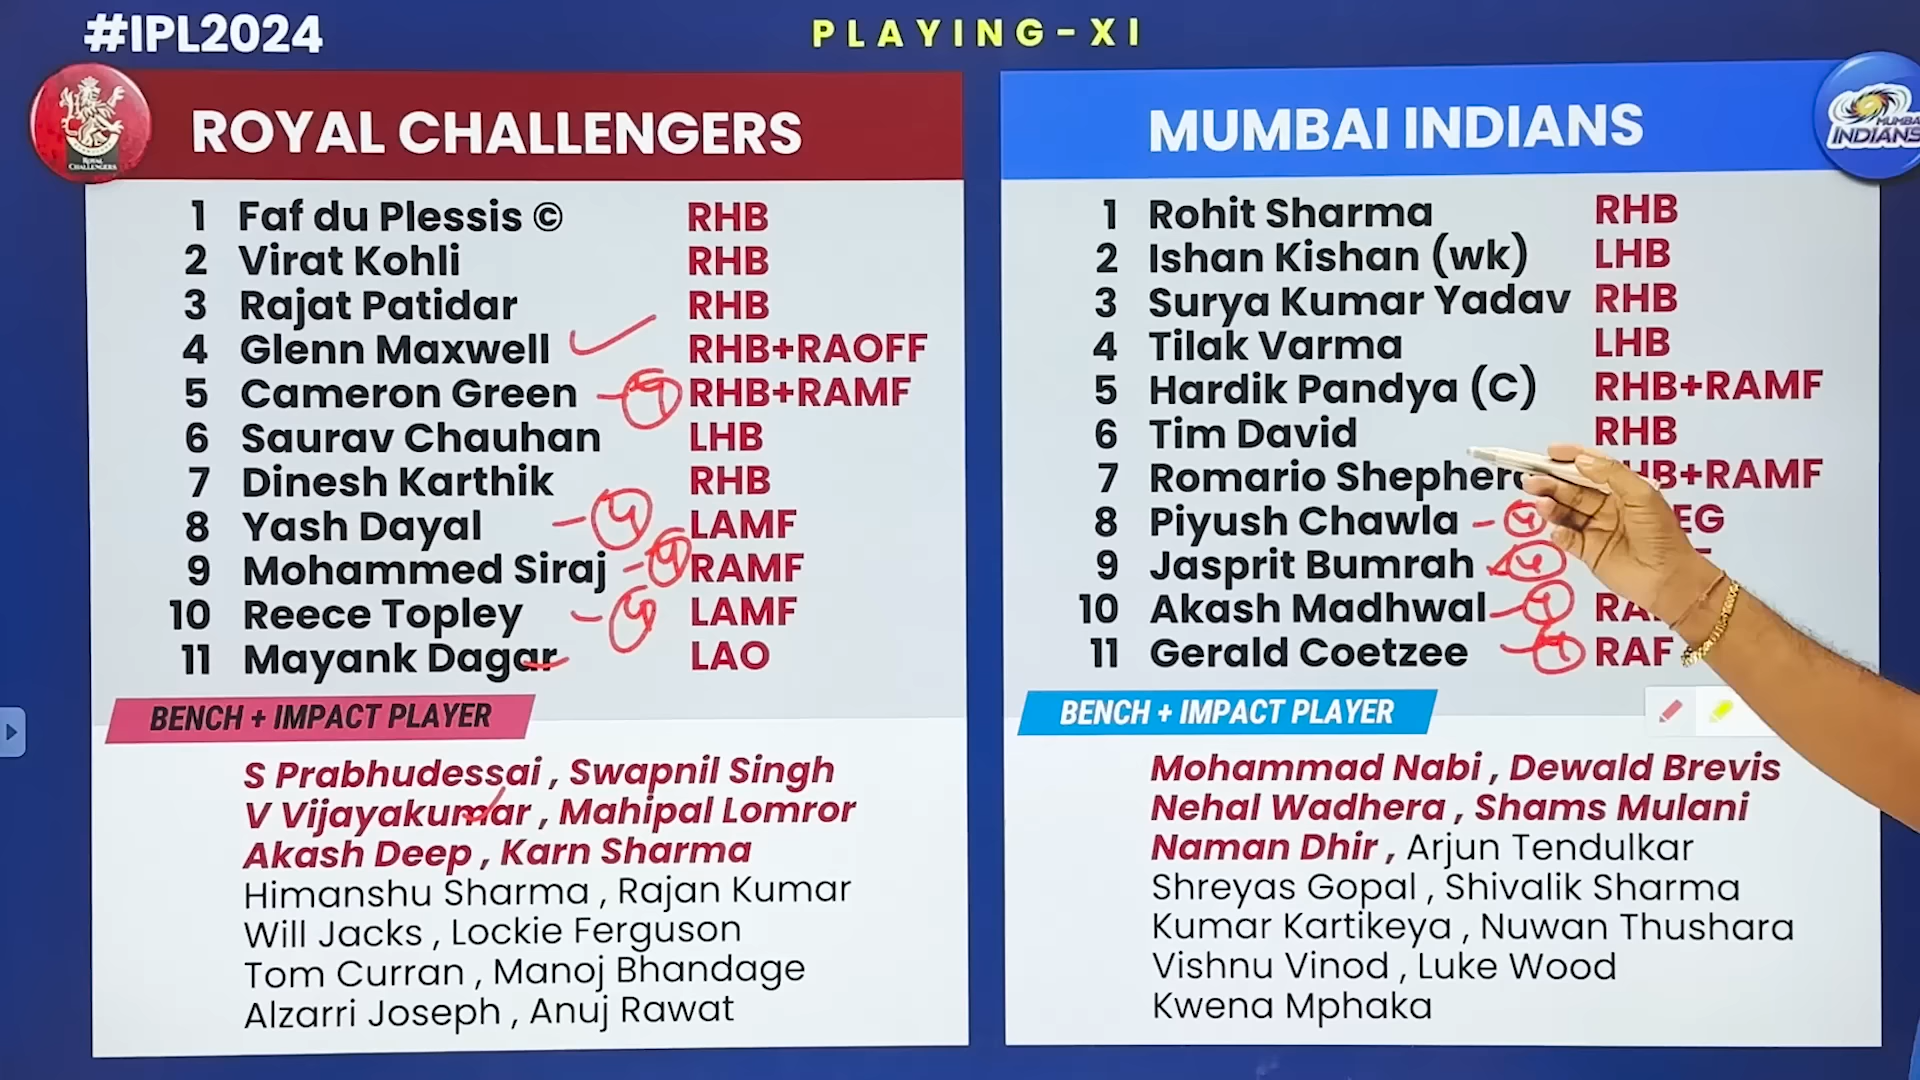 #IPL2024
PLAYING-XI
ROYAL CHALLENGERS
ROYAL
CHALLENGERS
1 Faf du Plessis © RHB
2 Virat Kohli RHB
3 Rajat Patidar RHB
4 Glenn Maxwell RHB+RAOFF
5 Cameron Green RHB+RAMF
6 Saurav Chauhan LHB
7 Dinesh Karthik RHB
8 Yash Dayal LAMF
9 Mohammed Siraj RAMF
10 Reece Topley LAMF
11 Mayank Dagar LAO
BENCH + IMPACT PLAYER
S Prabhudessai , Swapnil Singh
V Vijayakumar , Mahipal Lomror
Akash Deep , Karn Sharma
Himanshu Sharma , Rajan Kumar
Will Jacks , Lockie Ferguson
Tom Curran , Manoj Bhandage
Alzarri Joseph , Anuj Rawat
MUMBAI INDIANS
MUMBAI
INDIANS
1 Rohit Sharma RHB
2 Ishan Kishan (wk) LHB
3 Surya Kumar Yadav RHB
4 Tilak Varma LHB
5 Hardik Pandya (C) RHB+RAMF
6 Tim David RHB
7 Romario Shepherd RHB+RAMF
8 Piyush Chawla
9 Jasprit Bumrah
10 Akash Madhwal
11 Gerald Coetzee RAF
BENCH + IMPACT PLAYER
Mohammad Nabi , Dewald Brevis
Nehal Wadhera , Shams Mulani
Naman Dhir , Arjun Tendulkar
Shreyas Gopal , Shivalik Sharma
Kumar Kartikeya , Nuwan Thushara
Vishnu Vinod , Luke Wood
Kwena Mphaka